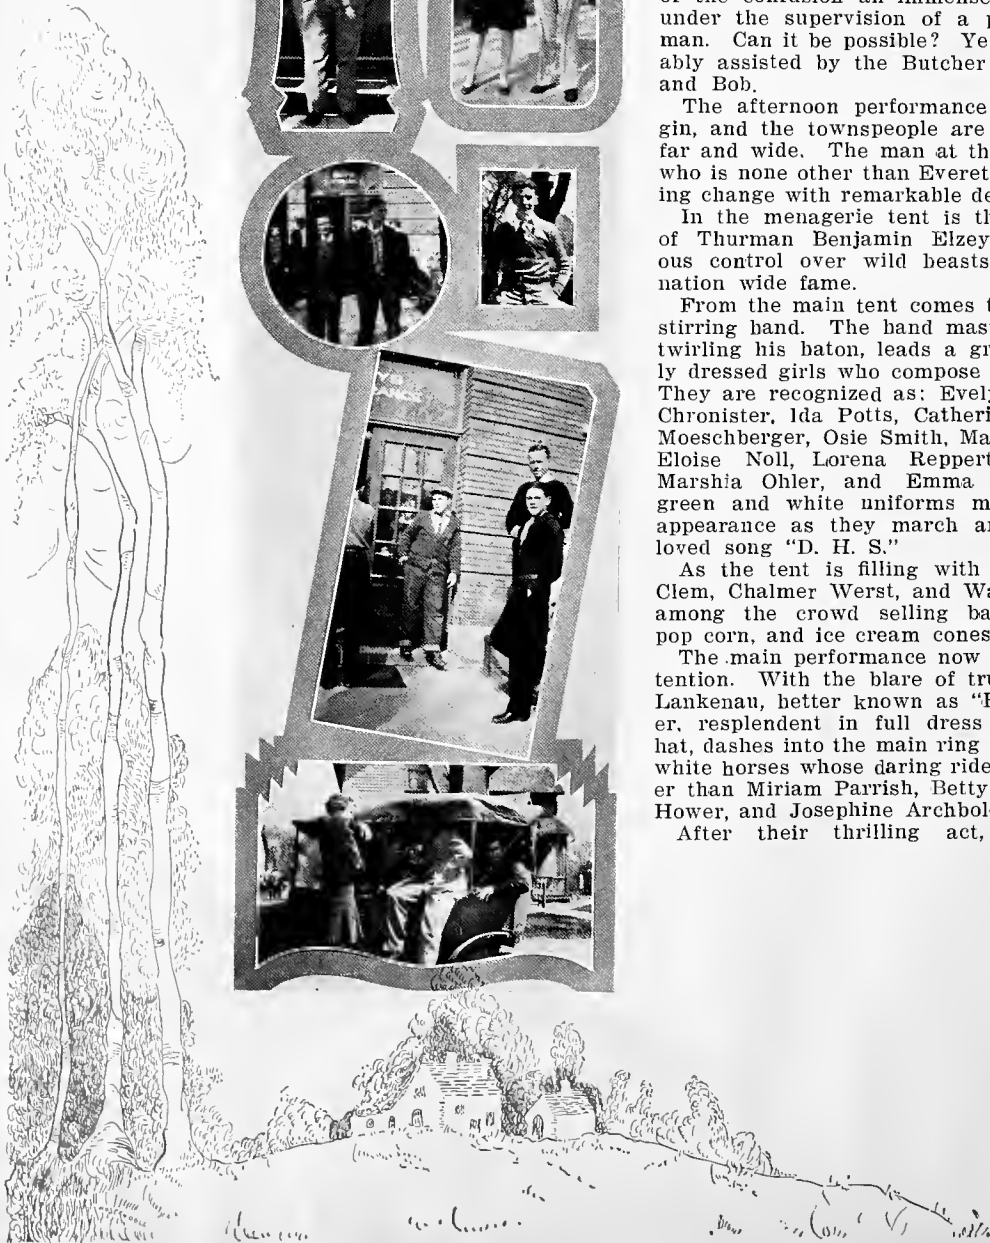 under the supervision of a
man. Can it be possible? Ye
ably assisted by the Butcher
and Bob.
The afternoon performance
gin, and the townspeople are
far and wide. The man at th
who is none other than Everet
ing change with remarkable de
In the menagerie tent is th
of Thurman Benjamin Elzey
ous control over wild beasts
nation wide fame.
From the main tent comes
stirring band. The band mas
twirling his baton, leads a gr
ly dressed girls who compose
They are recognized as: Evel
Chronister, Ida Potts, Catheri
Moeschberger, Osie Smith, Ma
Eloise Noll, Lorena Reppert
Marshia Ohler, and Emma
green and white uniforms m
appearance as they march a
loved song “D. H. S.”
As the tent is filling with
Clem, Chalmer Werst, and Wa
among the crowd selling ba
pop corn, and ice cream cones
The main performance now
tention. With the blare of tru
Lankenau, better known as
er, resplendent in full dress
hat, dashes into the main ring
white horses whose daring ride
er than Miriam Parrish, Betty
Hower, and Josephine Archbol
After their thrilling act,